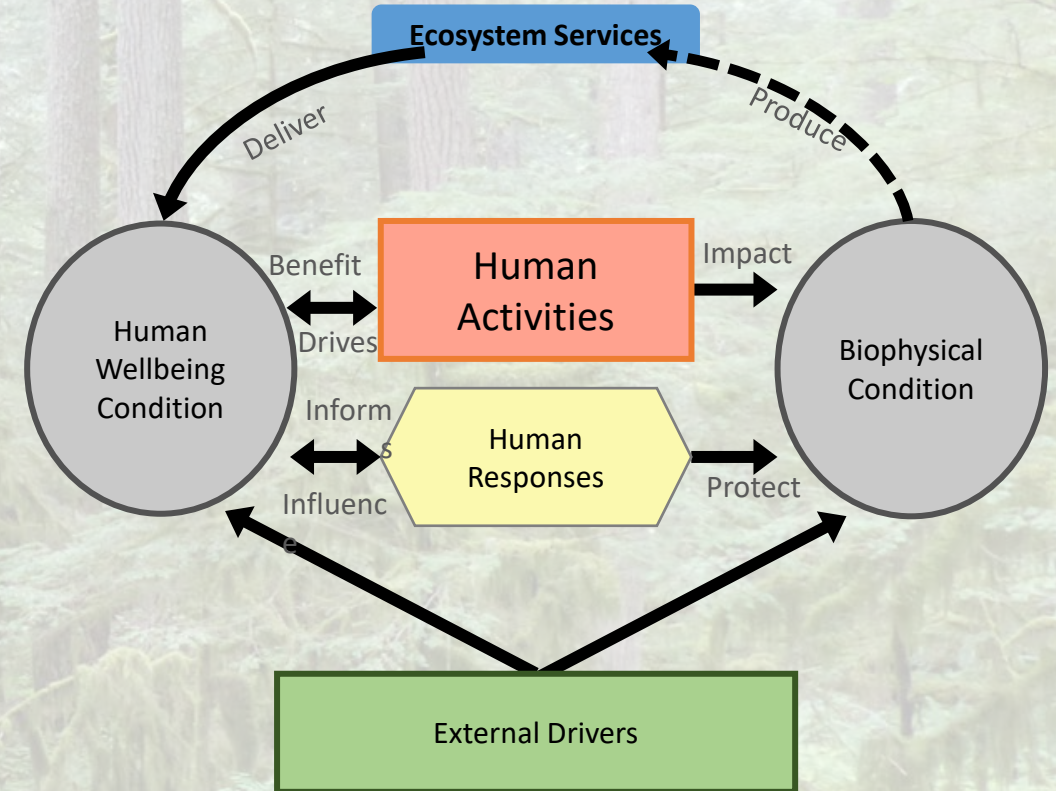 Ecosystem Services
Deliver
Produce
Benefit
Human
Activities
Impact
Drives
Human
Wellbeing
Condition
Biophysical
Condition
Inform
s
Human
Responses
Influenc
e
Protect
External Drivers